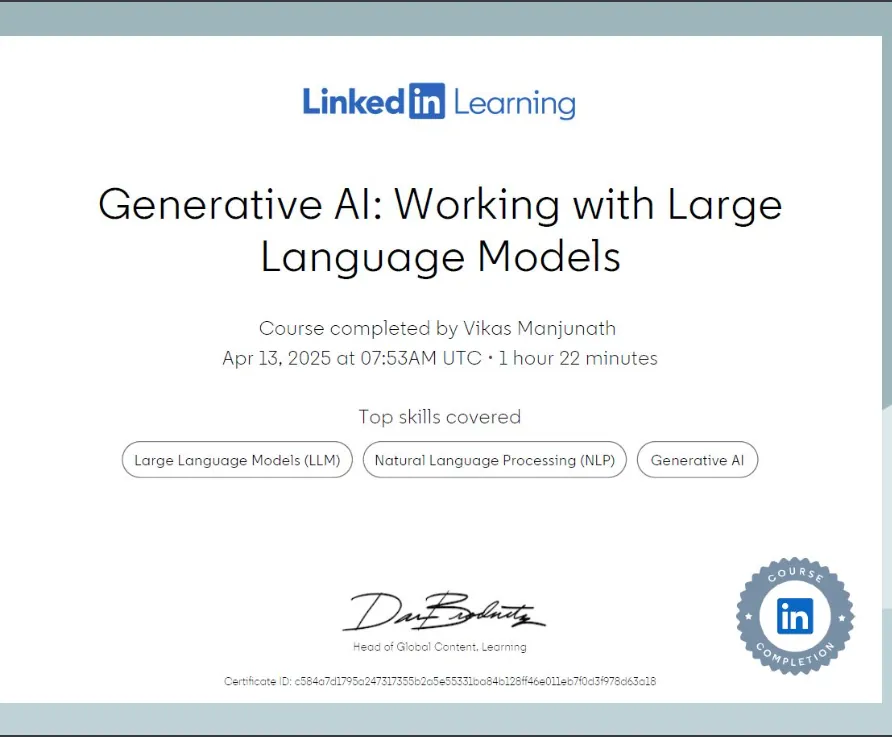 Linked in Learning
Generative AI: Working with Large
Language Models
Course completed by Vikas Manjunath
Apr 13, 2025 at 07:53AM UTC • 1 hour 22 minutes
Top skills covered
Large Language Models (LLM) Natural Language Processing (NLP) Generative AI
Head of Global Content, Learning
COURSE
in
COMPLETION
Certificate ID: c584a7d1795a247317355b2a5e55331ba84b128ff46e011eb7f0d3f978d63a18